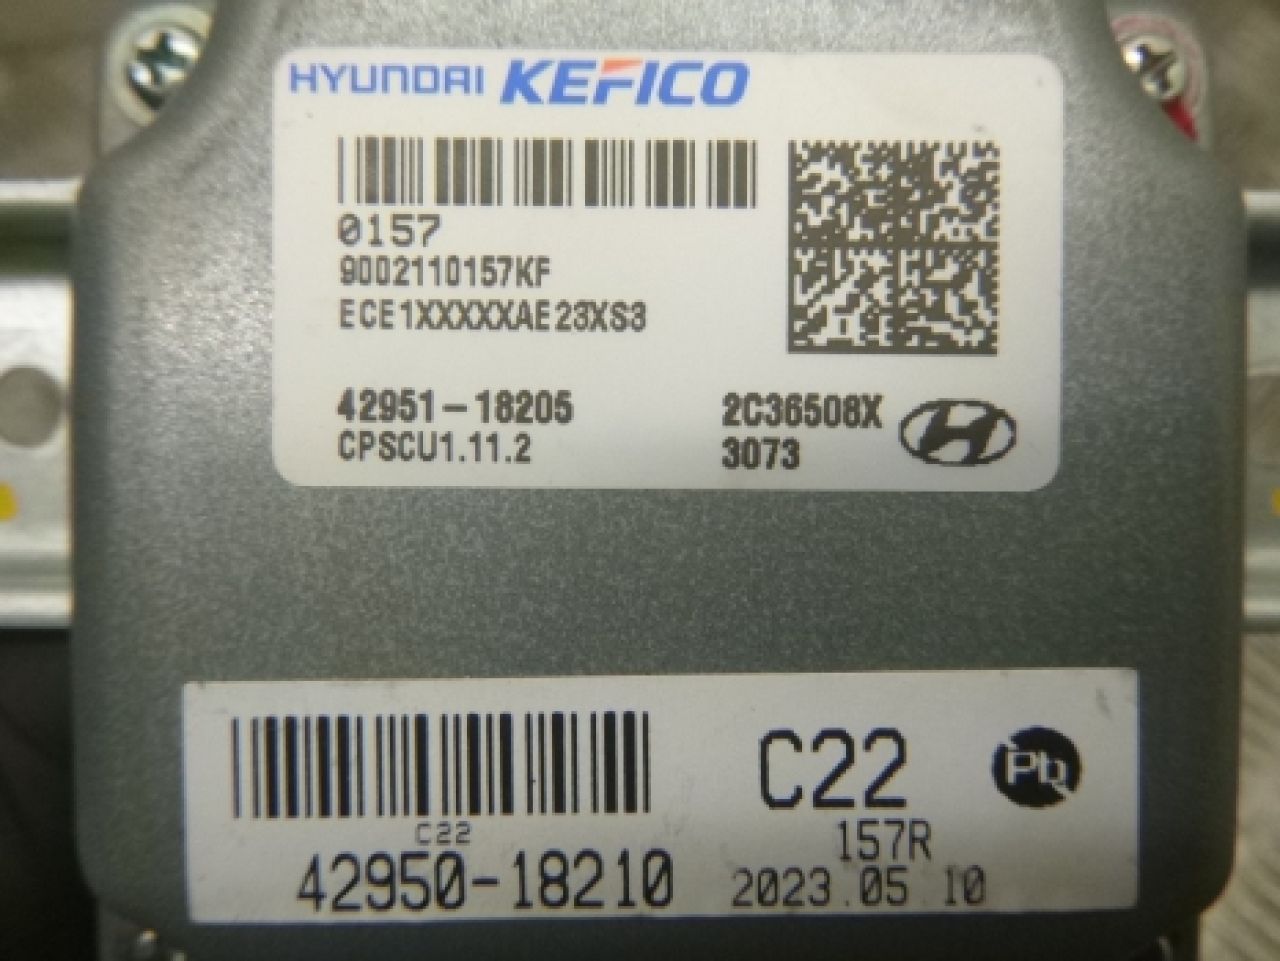 HYUNDAI KEFICO
0157
9002110157KF
ECE1XXXXXAE23XS3
42951-18205
2C36508X
CPSCU1.11.2
3073
C22
Pb
C22
157R
42950-18210
2023.05.10